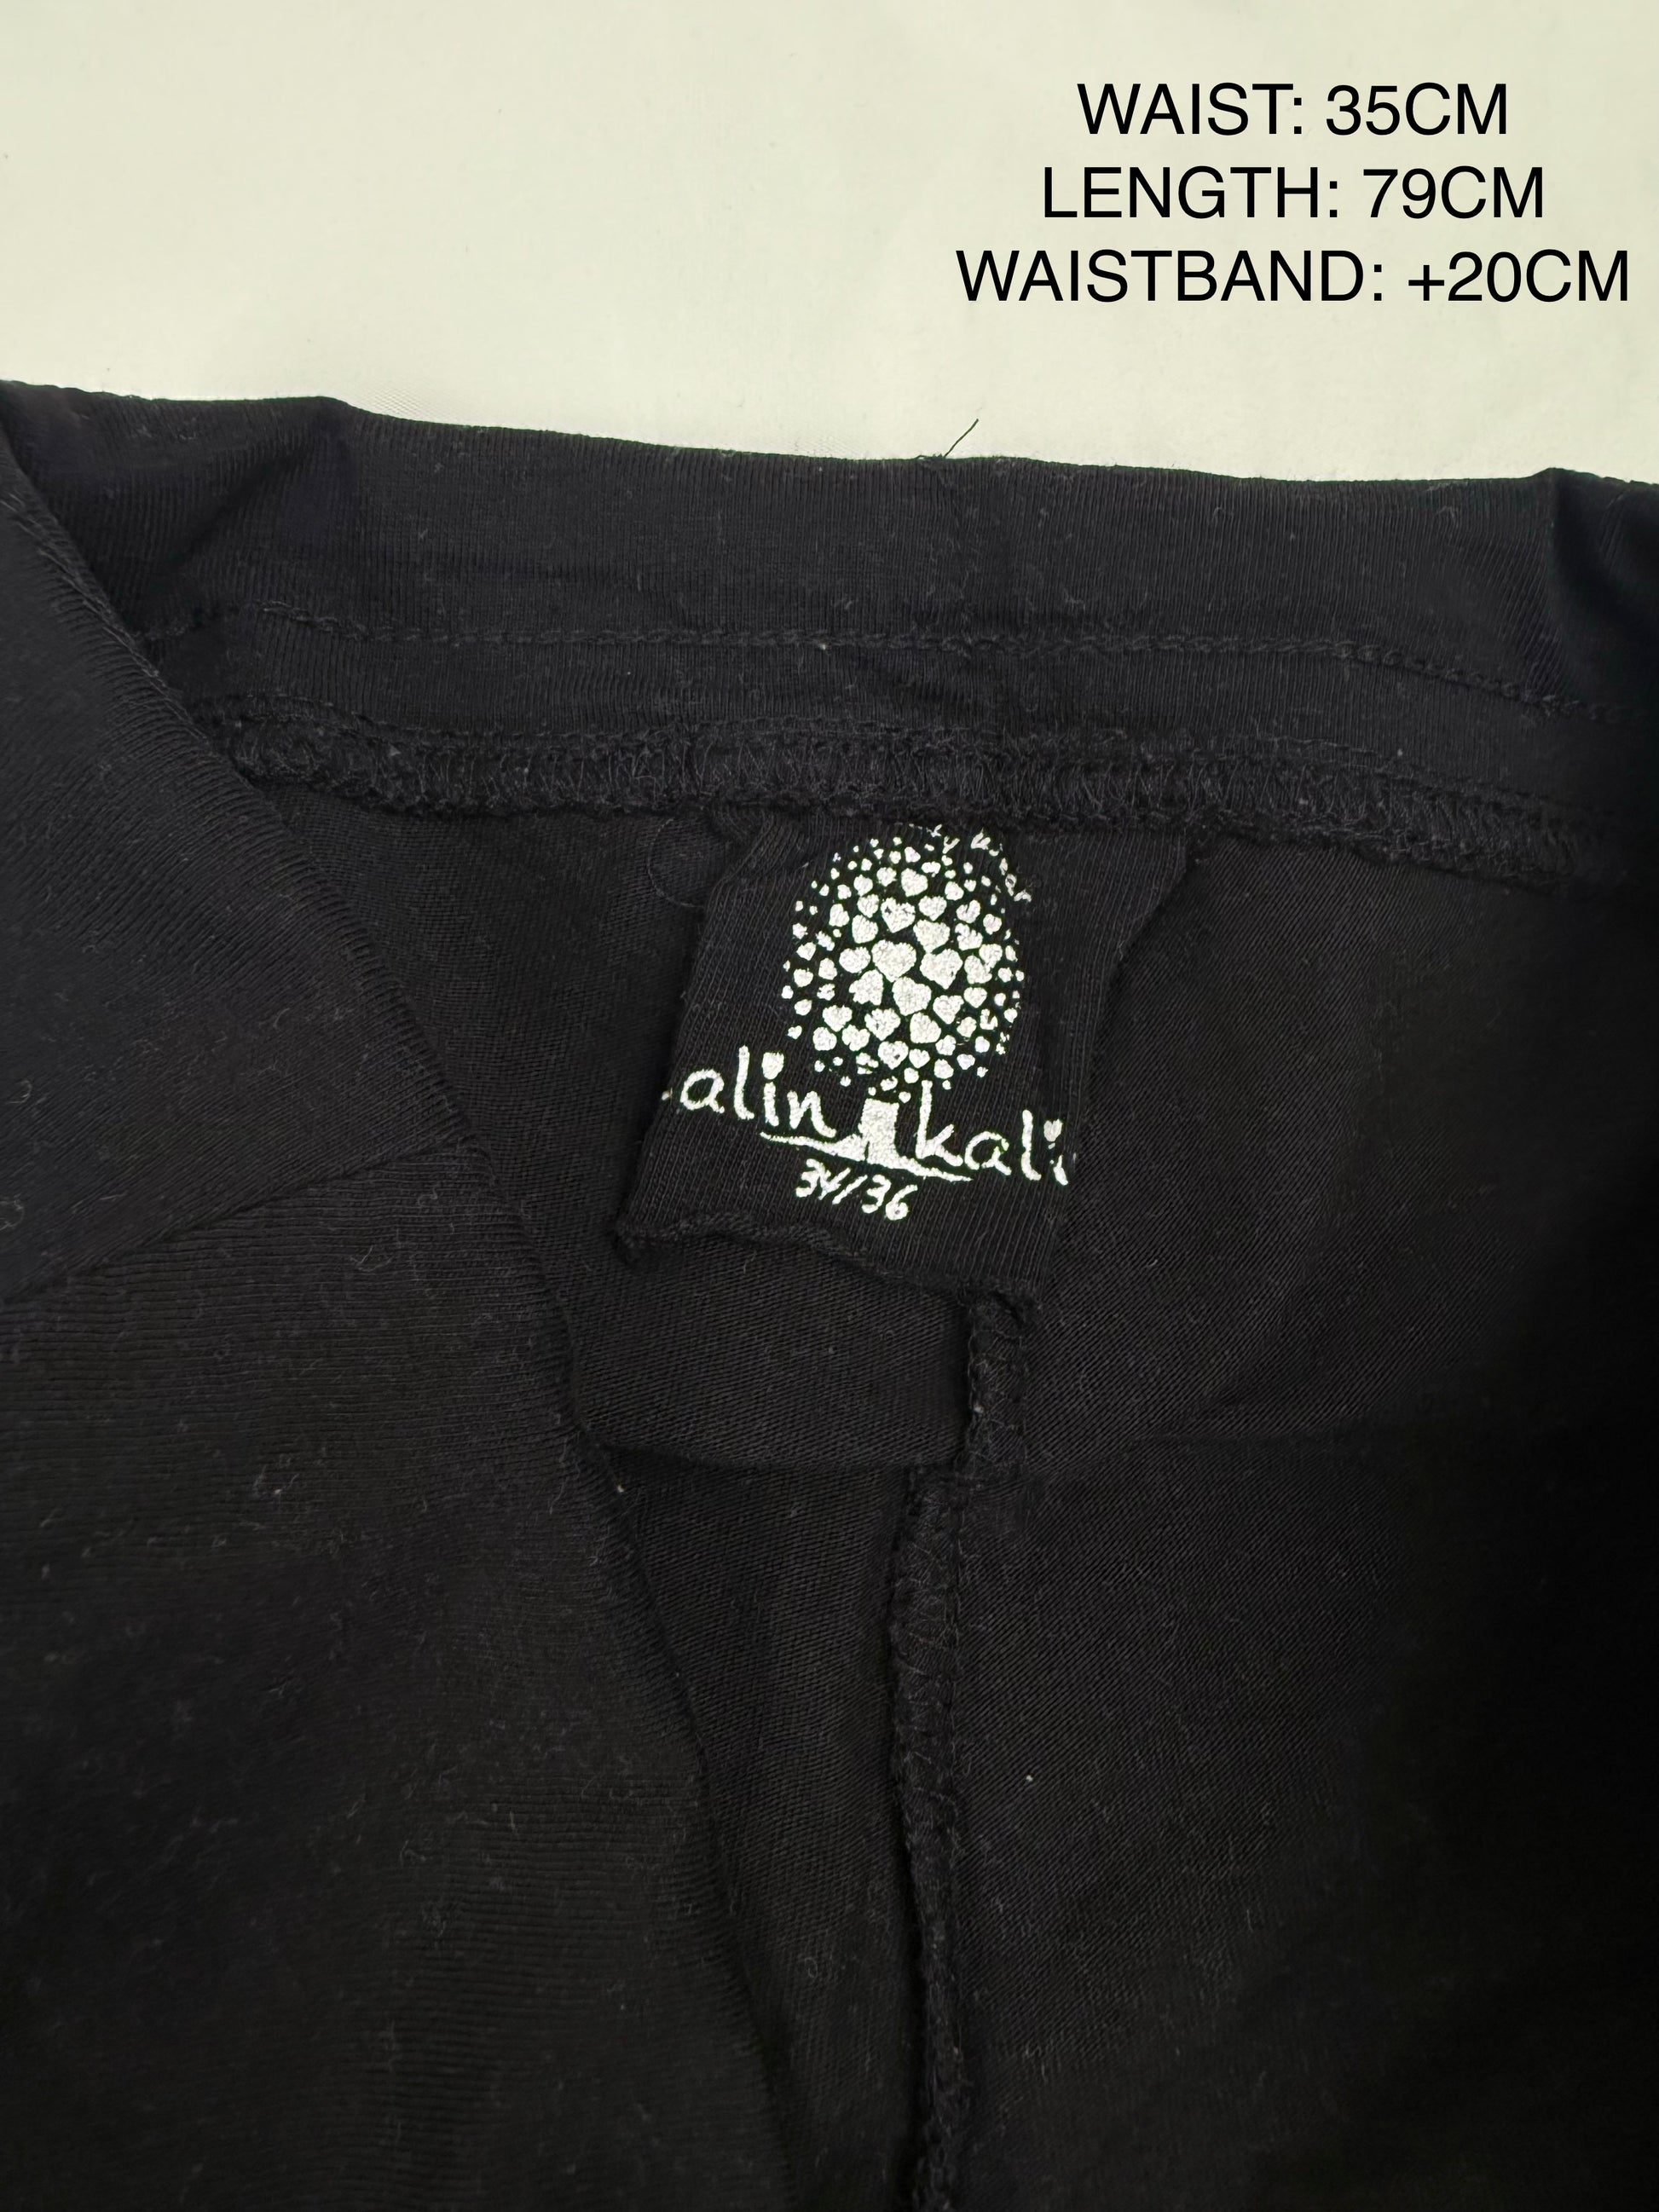 WAIST: 35CM
LENGTH: 79CM
WAISTBAND: +20CM
alin kali
34/36